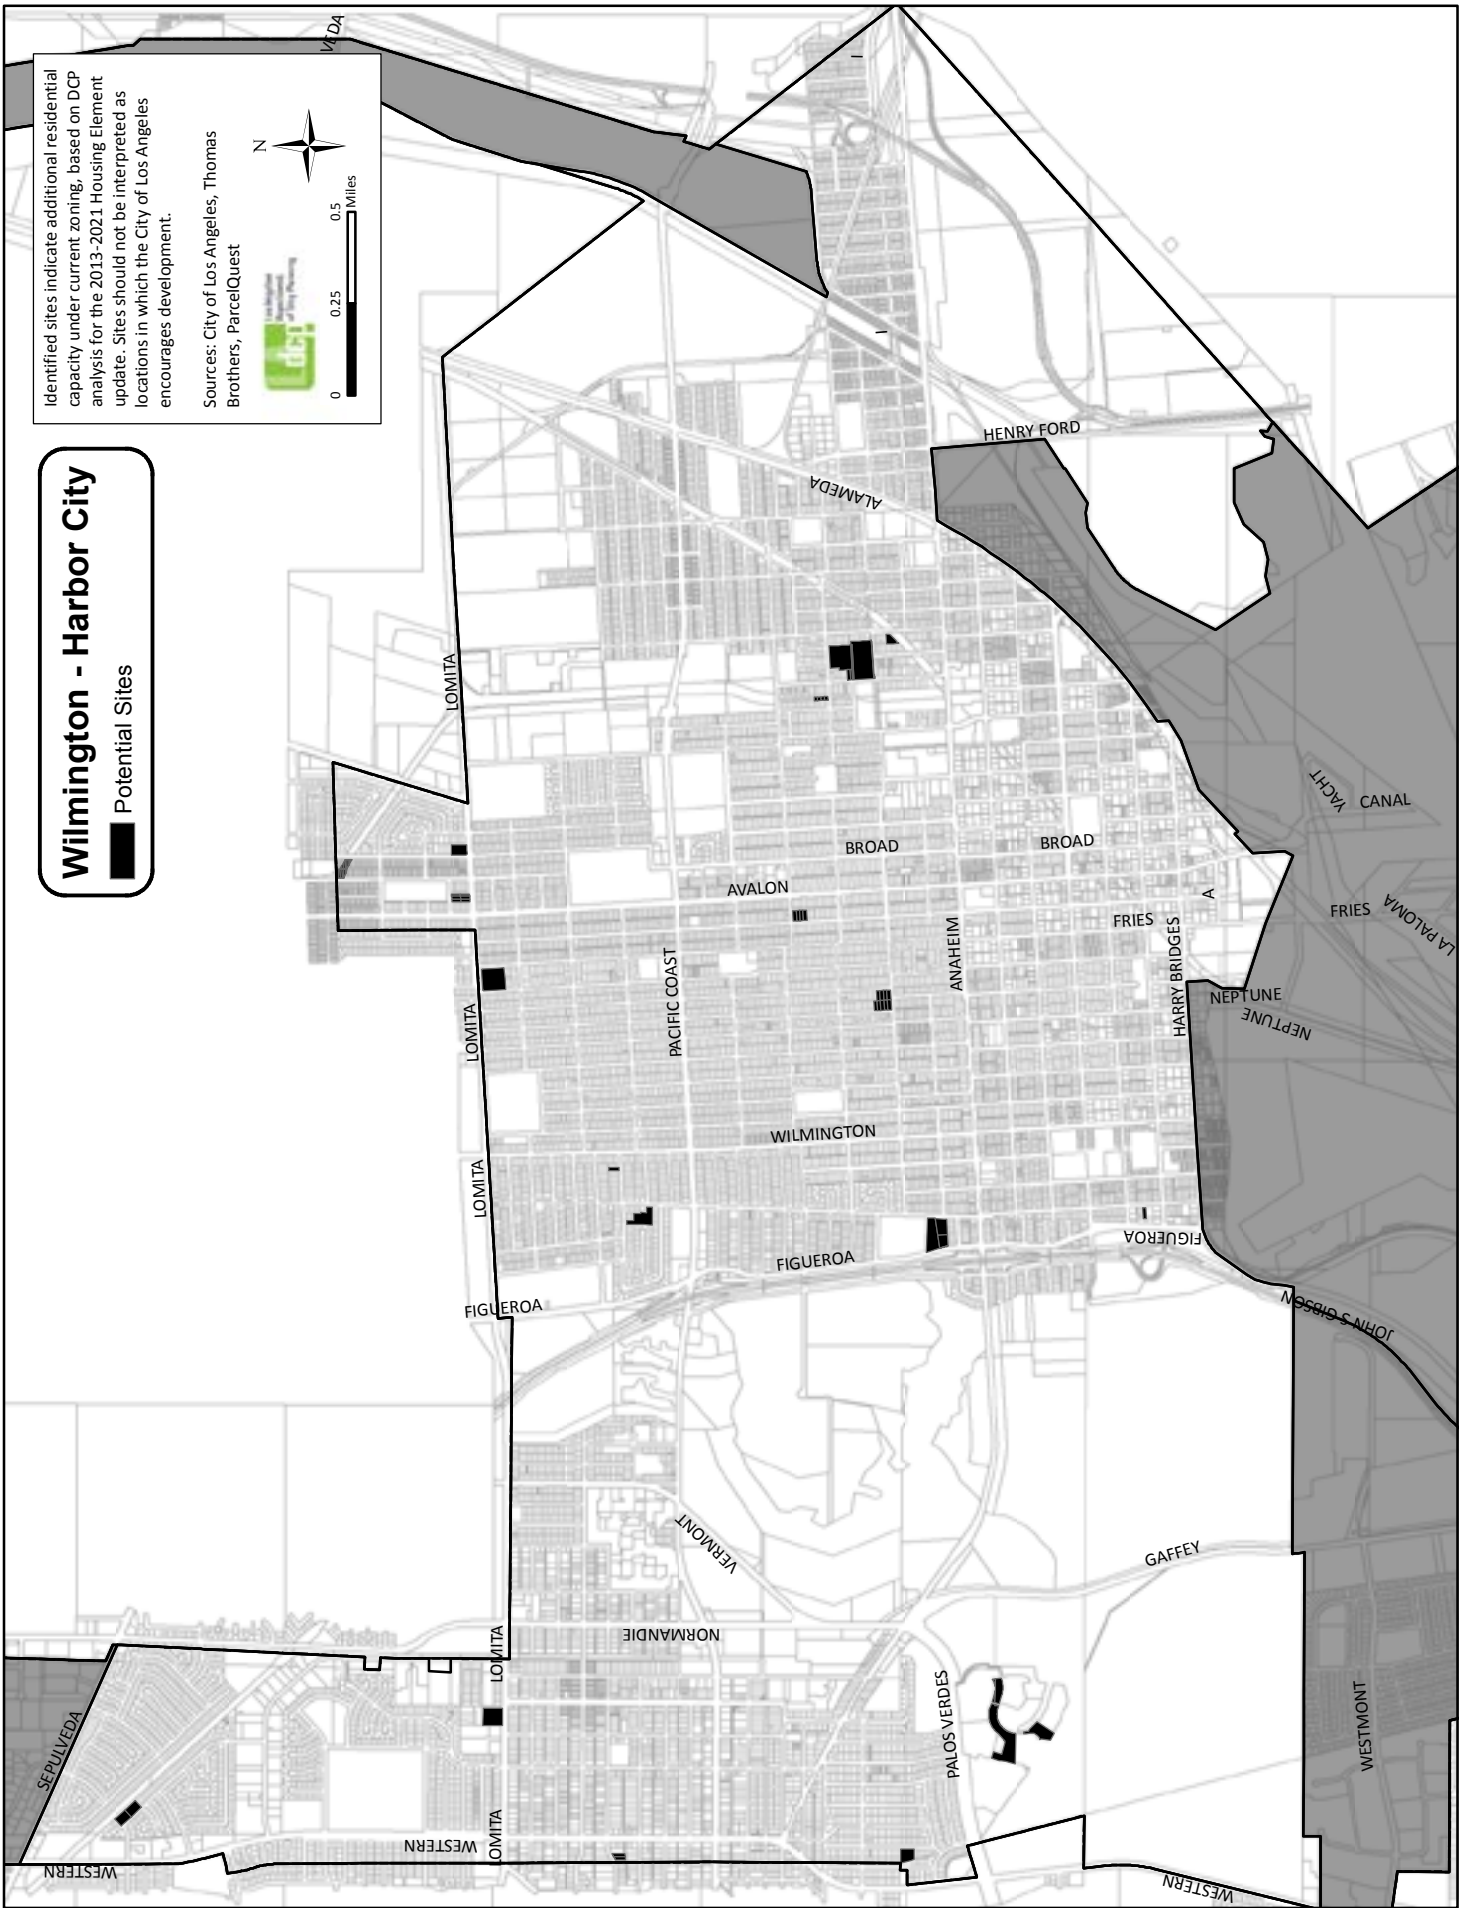 Wilmington - Harbor City
Potential Sites
Identified sites indicate additional residential
capacity under current zoning, based on DCP
analysis for the 2013-2021 Housing Element
update. Sites should not be interpreted as
locations in which the City of Los Angeles
encourages development.
Sources: City of Los Angeles, Thomas
Brothers, ParcelQuest
dcp
N
0
0.25
0.5
Miles
VEDA
SEPULVEDA
WESTERN
WESTERN
LOMITA
LOMITA
NORMANDIE
VERMONT
PALOS VERDES
GAFFEY
WESTERN
WESTMONT
FIGUEROA
FIGUEROA
FIGUEROA
JOHN S GIBSON
LOMITA
LOMITA
LOMITA
WILMINGTON
PACIFIC COAST
ANAHEIM
AVALON
BROAD
BROAD
FRIES
HARRY BRIDGES
A
NEPTUNE
NEPTUNE
FRIES
LA PALOMA
YACHT
CANAL
ALAMEDA
HENRY FORD
I
I